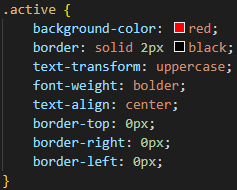 .active {
background-color: red;
border: solid 2px black;
text-transform: uppercase;
font-weight: bolder;
text-align: center;
border-top: 0px;
border-right: 0px;
border-left: 0px;
}